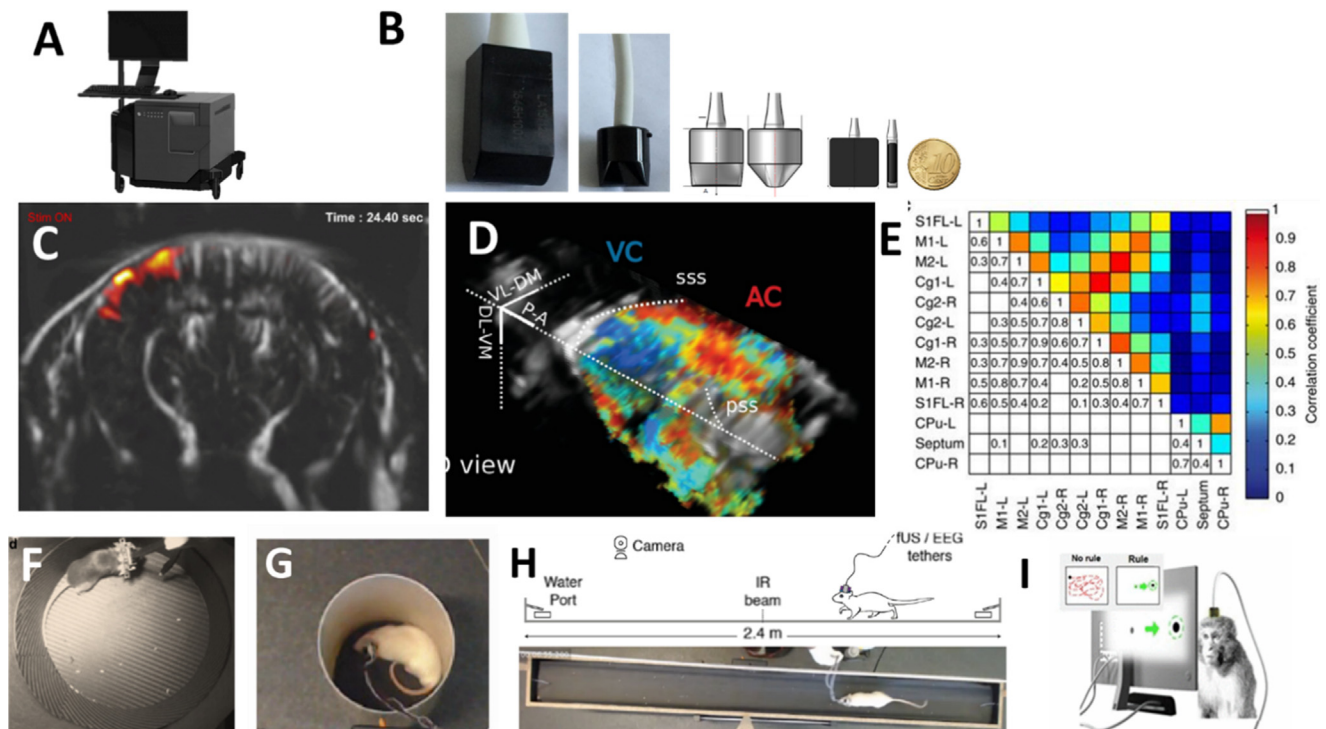 A
B
10
Stim ON
Time : 24.40 sec
C
D
VC
sss
AC
VL-DM
P-A
DL-VM
pss
view
E
S1FL-L
M1-L
M2-L
Cg1-L
Cg2-R
Cg2-L
Cg1-R
M2-R
M1-R
S1FL-R
CPu-L
Septum
CPu-R
1
0.6 1
0.3 0.7 1
0.4 0.7 1
0.4 0.6 1
0.3 0.5 0.7 0.8 1
0.3 0.5 0.7 0.9 0.6 0.7 1
0.3 0.7 0.9 0.7 0.4 0.5 0.8 1
0.5 0.8 0.7 0.4 0.2 0.5 0.8 1
0.6 0.5 0.4 0.2 0.1 0.3 0.4 0.7 1
1
0.1 0.2 0.3 0.3 0.4 1
0.7 0.4 1
S1FL-L M1-L M2-L Cg1-L Cg2-R Cg2-L Cg1-R M2-R M1-R S1FL-R CPu-L Septum CPu-R
1
0.9
0.8
0.7
0.6
0.5
0.4
0.3
0.2
0.1
0
Correlation coefficient
F
G
H
Camera
fUS / EEG
tethers
Water
Port
IR
beam
2.4 m
I
No rule
Rule